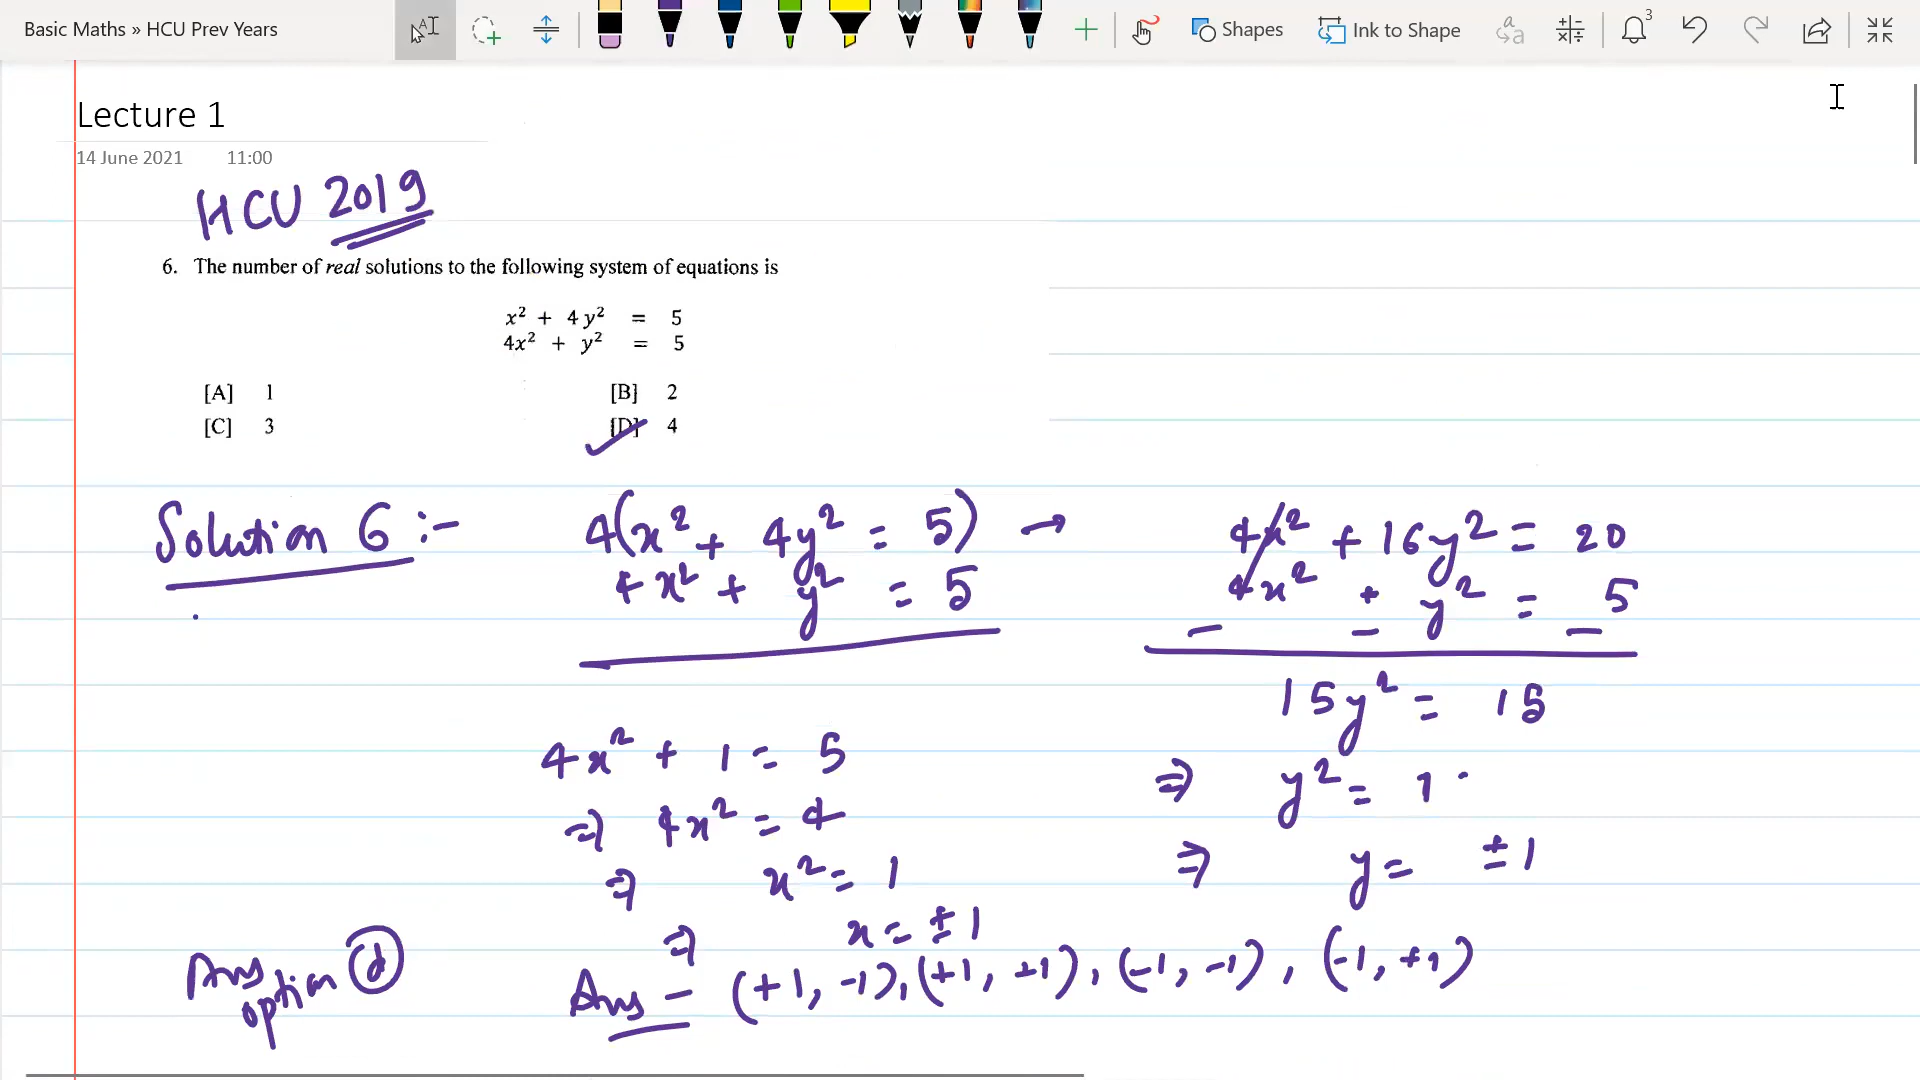 Basic Maths » HCU Prev Years
Shapes
Ink to Shape
3
Lecture 1
14 June 2021 11:00
HCU 2019
6. The number of real solutions to the following system of equations is
x² + 4 y² = 5
4x² + y² = 5
[A] 1 [B] 2
[C] 3 [D] 4
Solution 6 :-
4(x² + 4y² = 5) →
4x² + y² = 5
4x² + 16y² = 20
4x² + y² = 5
− − −
15y² = 15
⇒ y² = 1
⇒ y = ±1
4x² + 1 = 5
⇒ 4x² = 4
⇒ x² = 1
⇒ x = ±1
Ans option (d)
Ans − (+1, -1), (+1, +1), (-1, -1), (-1, +1)